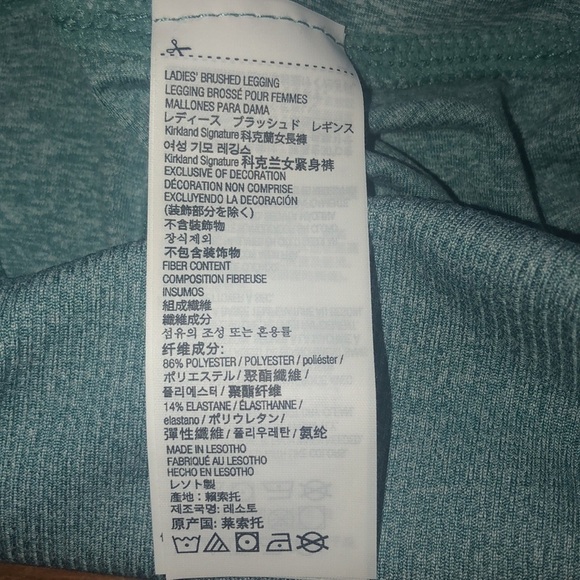 LADIES' BRUSHED LEGGING
LEGGING BROSSÉ POUR FEMMES
MALLONES PARA DAMA
レディース ブラッシュド レギンス
Kirkland Signature 科克蘭女長褲
여성 기모 레깅스
Kirkland Signature 科克兰女紧身裤
EXCLUSIVE OF DECORATION
DÉCORATION NON COMPRISE
EXCLUYENDO LA DECORACIÓN
(装飾部分を除く)
不含裝飾物
장식제외
不包含装饰物
FIBER CONTENT
COMPOSITION FIBREUSE
INSUMOS
組成繊維
纖維成分
섬유의 조성 또는 혼용률
纤维成分:
86% POLYESTER / POLYESTER / poliéster /
ポリエステル / 聚酯纖維 /
폴리에스터 / 聚酯纤维
14% ELASTANE / ÉLASTHANNE /
elastano / ポリウレタン /
彈性纖維 / 폴리우레탄 / 氨纶
MADE IN LESOTHO
FABRIQUÉ AU LESOTHO
HECHO EN LESOTHO
レソト製
產地: 賴索托
제조국명: 레소토
原产国: 莱索托